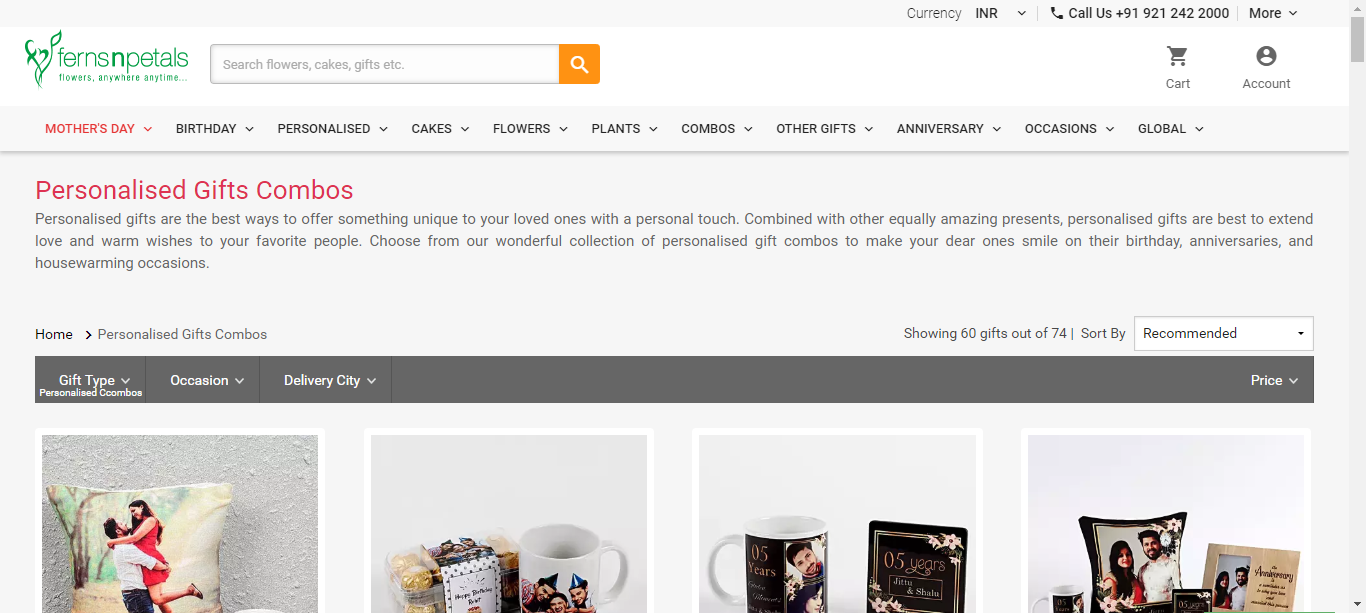 Currency INR Call Us +91 921 242 2000 More
fernsnpetals
flowers, anywhere anytime...
Search flowers, cakes, gifts etc.
Cart Account
MOTHER'S DAY BIRTHDAY PERSONALISED CAKES FLOWERS PLANTS COMBOS OTHER GIFTS ANNIVERSARY OCCASIONS GLOBAL
Personalised Gifts Combos
Personalised gifts are the best ways to offer something unique to your loved ones with a personal touch. Combined with other equally amazing presents, personalised gifts are best to extend
love and warm wishes to your favorite people. Choose from our wonderful collection of personalised gift combos to make your dear ones smile on their birthday, anniversaries, and
housewarming occasions.
Home Personalised Gifts Combos
Showing 60 gifts out of 74 | Sort By Recommended
Gift Type Occasion Delivery City Price
Personalised Ccombos
Happy Birthday
05
Years
05 years
Jittu
& Shalu
Anniversary